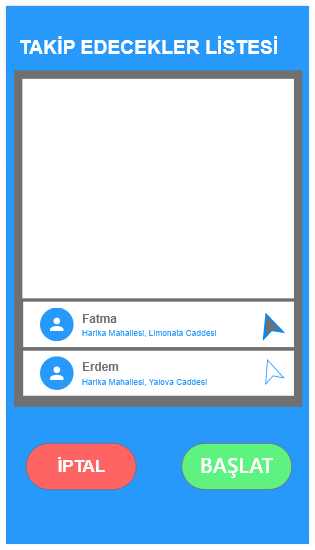 TAKİP EDECEKLER LİSTESİ
Fatma
Harika Mahallesi, Limonata Caddesi
Erdem
Harika Mahallesi, Yalova Caddesi
İPTAL
BAŞLAT